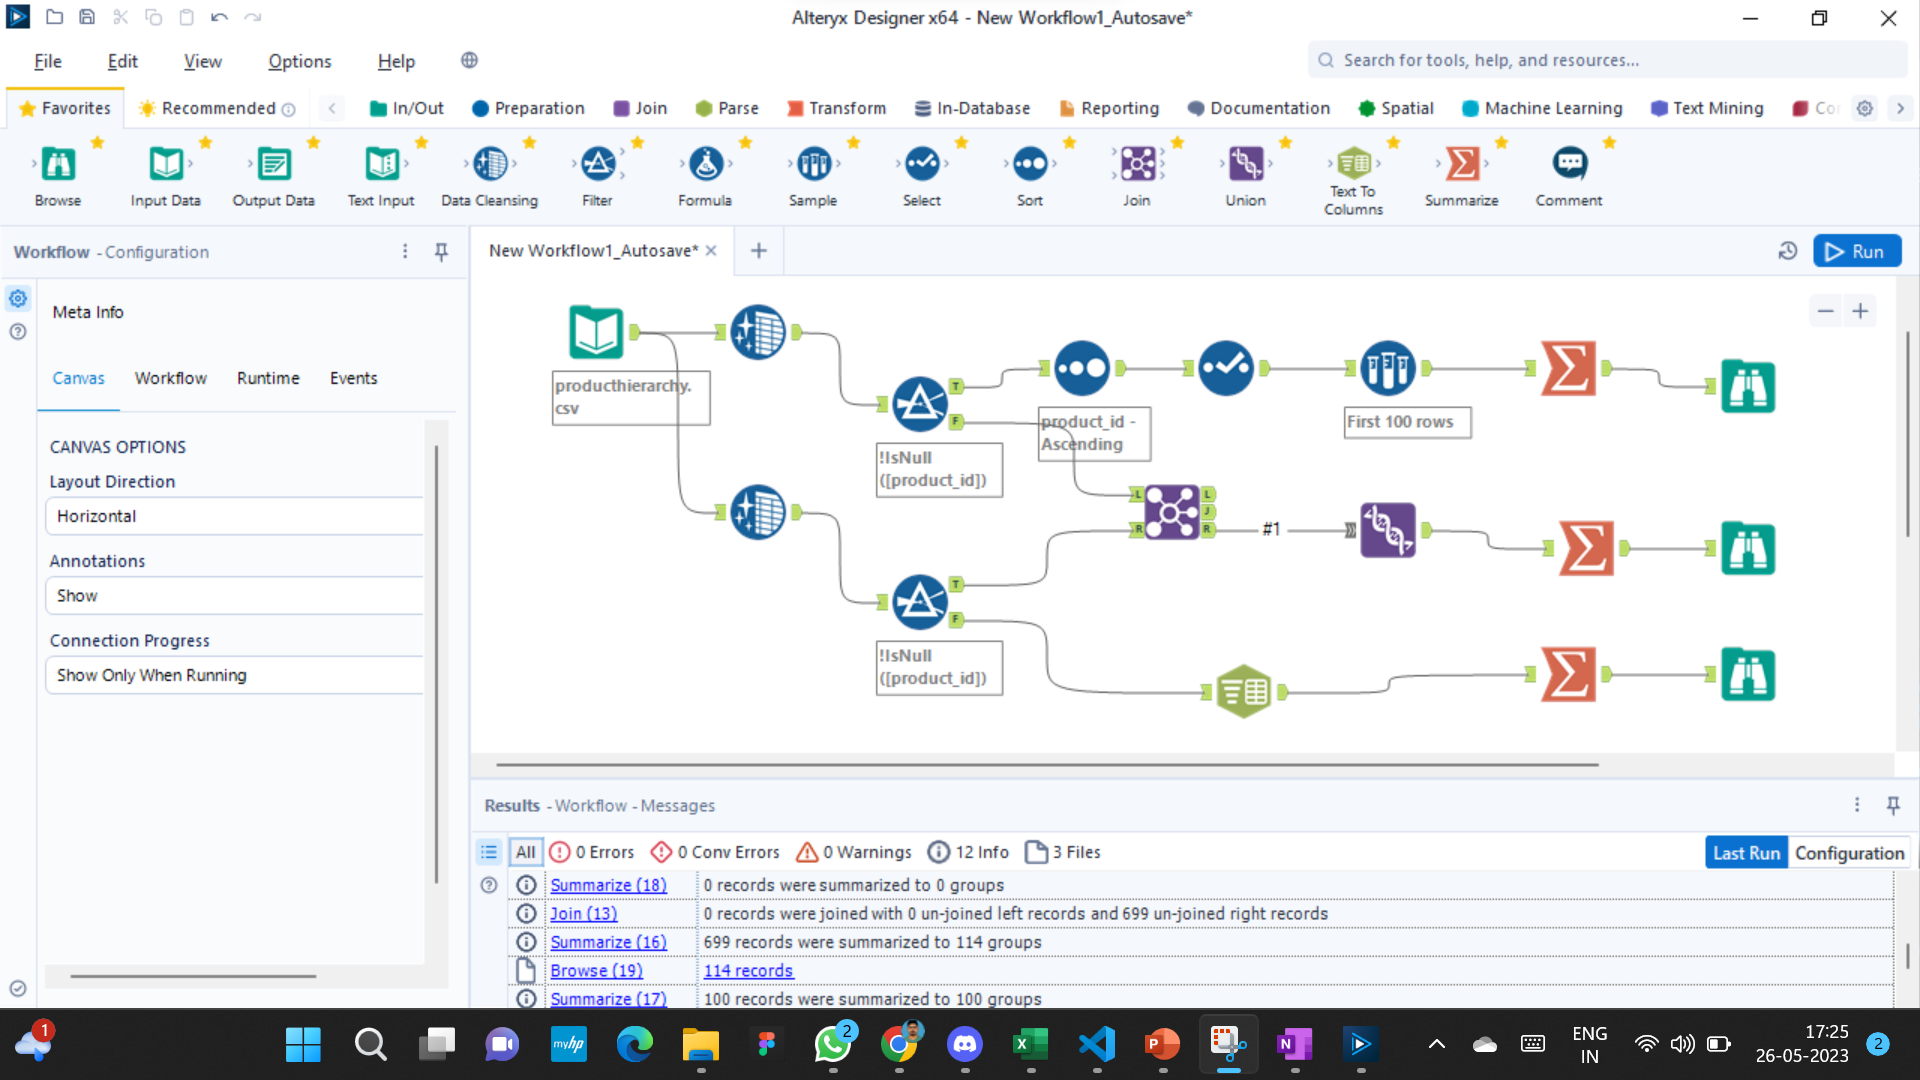 Alteryx Designer x64 - New Workflow1_Autosave*
File Edit View Options Help
Search for tools, help, and resources...
Favorites Recommended In/Out Preparation Join Parse Transform In-Database Reporting Documentation Spatial Machine Learning Text Mining Co
Browse Input Data Output Data Text Input Data Cleansing Filter Formula Sample Select Sort Join Union Text To Columns Summarize Comment
Workflow - Configuration
New Workflow1_Autosave*
Run
Meta Info
Canvas Workflow Runtime Events
CANVAS OPTIONS
Layout Direction
Horizontal
Annotations
Show
Connection Progress
Show Only When Running
producthierarchy.
csv
T
F
!IsNull
([product_id])
product_id -
Ascending
First 100 rows
L
R
L
J
R
#1
T
F
!IsNull
([product_id])
Results - Workflow - Messages
All 0 Errors 0 Conv Errors 0 Warnings 12 Info 3 Files
Last Run Configuration
Summarize (18) 0 records were summarized to 0 groups
Join (13) 0 records were joined with 0 un-joined left records and 699 un-joined right records
Summarize (16) 699 records were summarized to 114 groups
Browse (19) 114 records
Summarize (17) 100 records were summarized to 100 groups
1
myhp
2
X
P
N
ENG
IN
17:25
26-05-2023
2